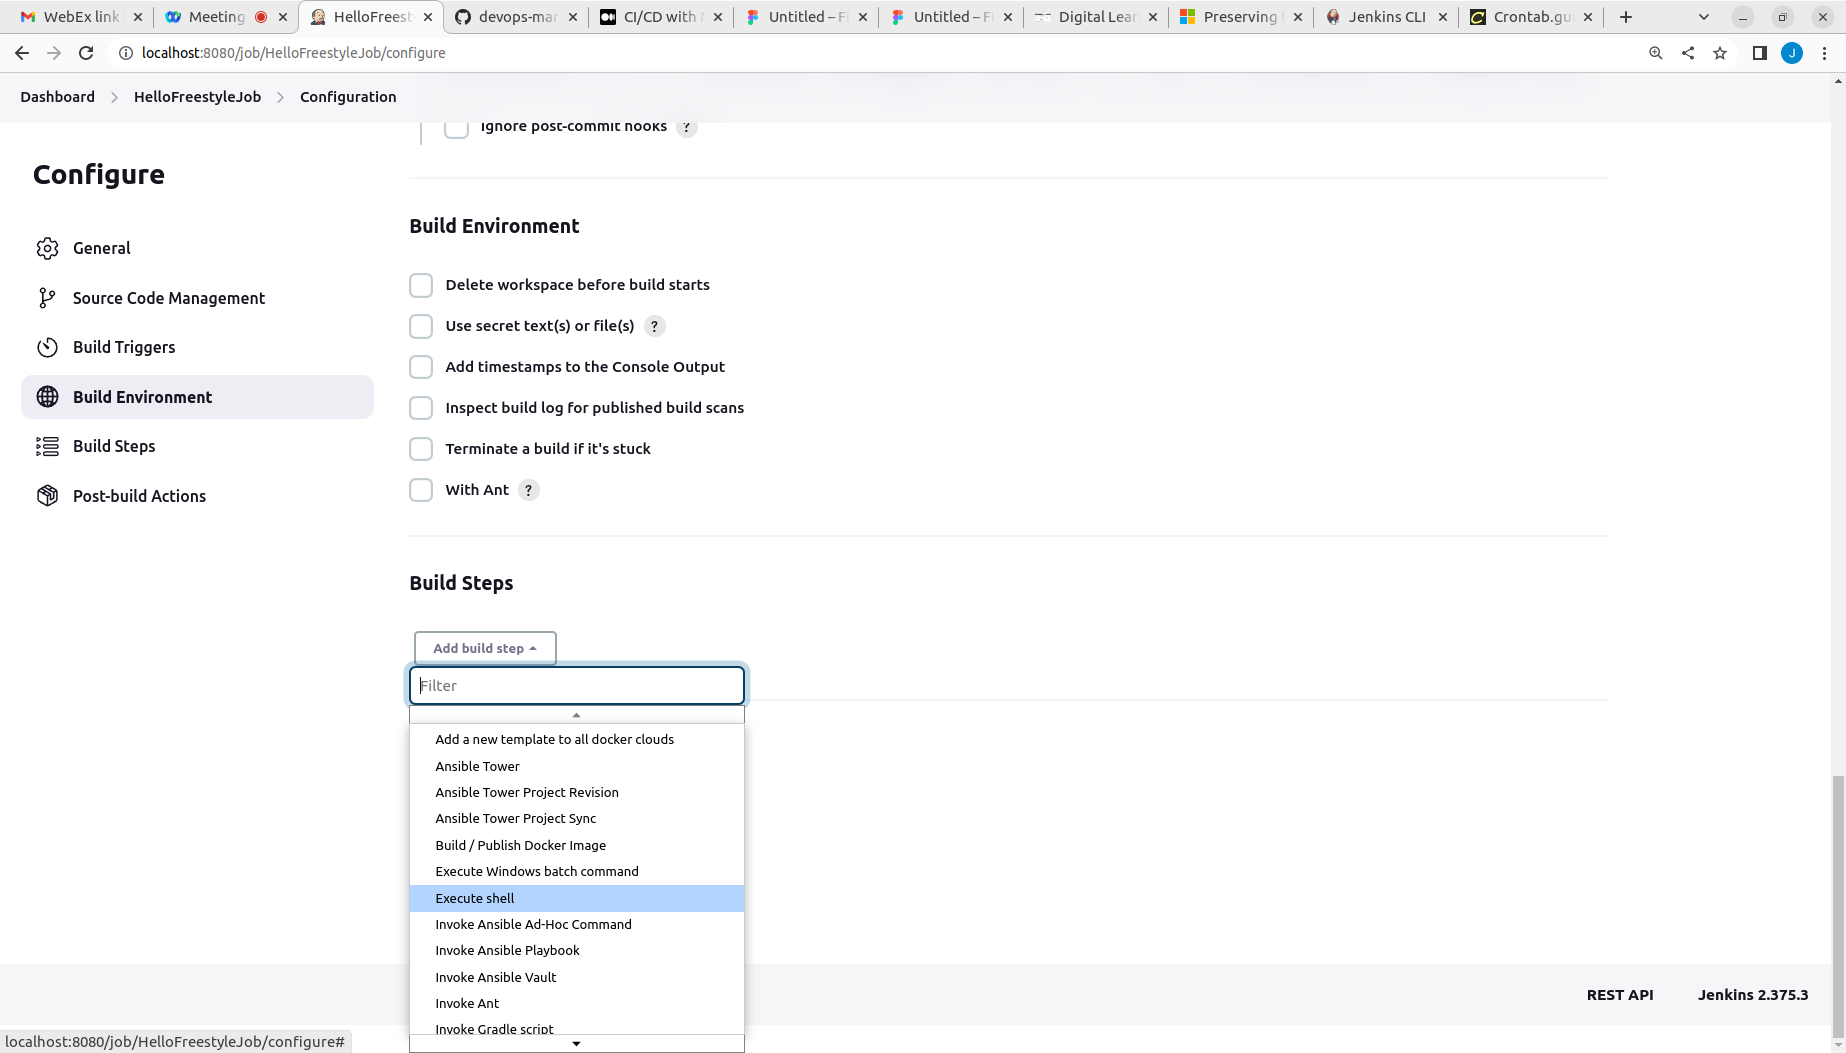 WebEx link
Meeting
HelloFreest
devops-mar
CI/CD with
Untitled – Fi
Untitled – Fi
Digital Lear
Preserving
Jenkins CLI
Crontab.gu
localhost:8080/job/HelloFreestyleJob/configure
J
Dashboard
HelloFreestyleJob
Configuration
Ignore post-commit hooks ?
Configure
General
Source Code Management
Build Triggers
Build Environment
Build Steps
Post-build Actions
Build Environment
Delete workspace before build starts
Use secret text(s) or file(s) ?
Add timestamps to the Console Output
Inspect build log for published build scans
Terminate a build if it's stuck
With Ant ?
Build Steps
Add build step
Filter
Add a new template to all docker clouds
Ansible Tower
Ansible Tower Project Revision
Ansible Tower Project Sync
Build / Publish Docker Image
Execute Windows batch command
Execute shell
Invoke Ansible Ad-Hoc Command
Invoke Ansible Playbook
Invoke Ansible Vault
Invoke Ant
Invoke Gradle script
REST API
Jenkins 2.375.3
localhost:8080/job/HelloFreestyleJob/configure#